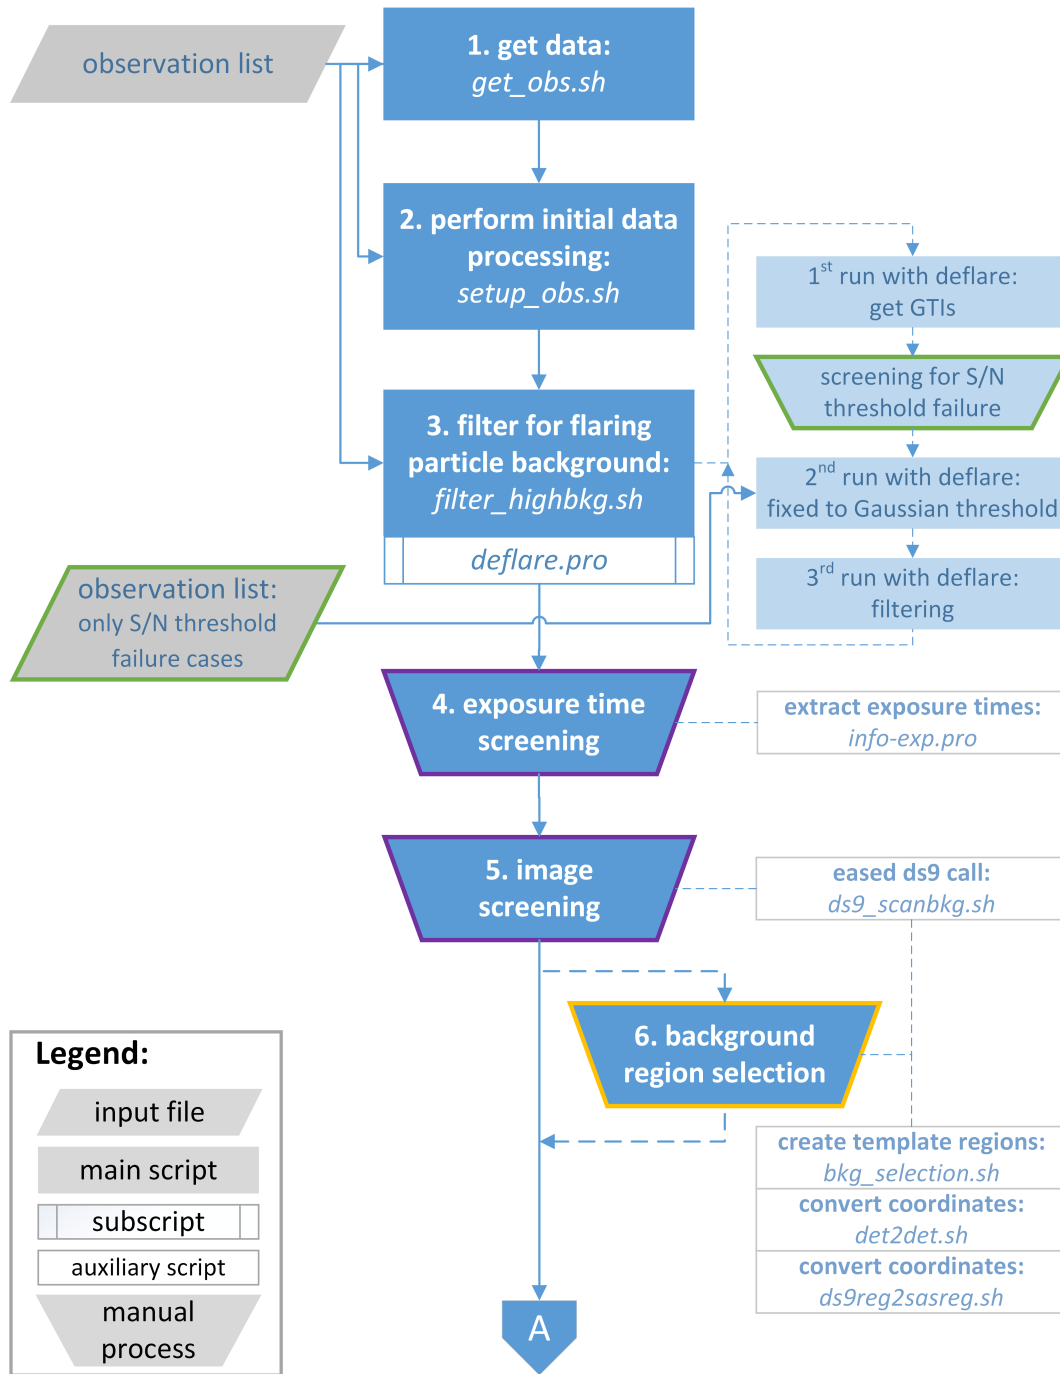 observation list
1. get data:
get_obs.sh
2. perform initial data
processing:
setup_obs.sh
1st run with deflare:
get GTIs
screening for S/N
threshold failure
3. filter for flaring
particle background:
filter_highbkg.sh
deflare.pro
2nd run with deflare:
fixed to Gaussian threshold
3rd run with deflare:
filtering
observation list:
only S/N threshold
failure cases
4. exposure time
screening
extract exposure times:
info-exp.pro
5. image
screening
eased ds9 call:
ds9_scanbkg.sh
6. background
region selection
create template regions:
bkg_selection.sh
convert coordinates:
det2det.sh
convert coordinates:
ds9reg2sasreg.sh
A
Legend:
input file
main script
subscript
auxiliary script
manual
process